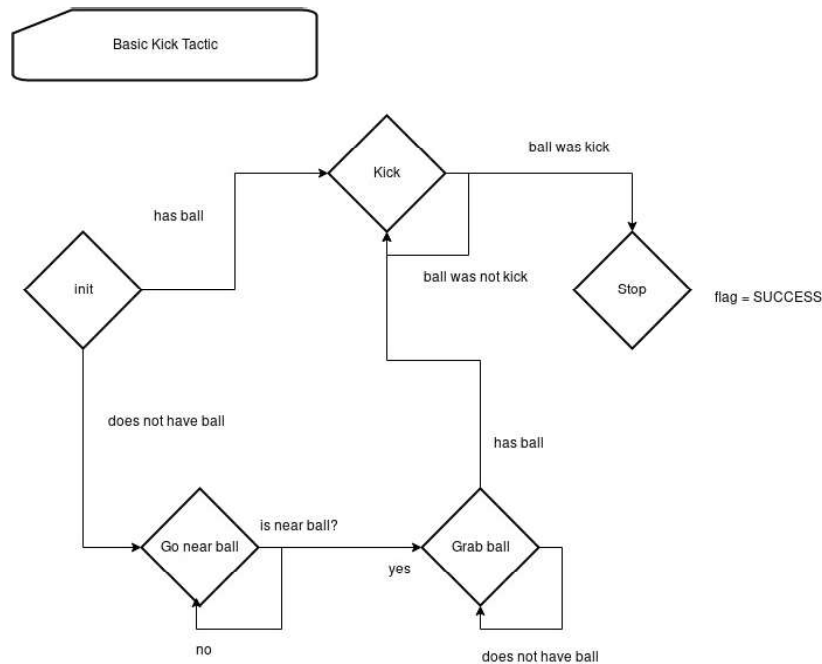 Basic Kick Tactic
ball was kick
Kick
has ball
ball was not kick
init
Stop
flag = SUCCESS
does not have ball
has ball
is near ball?
Go near ball
Grab ball
yes
no
does not have ball